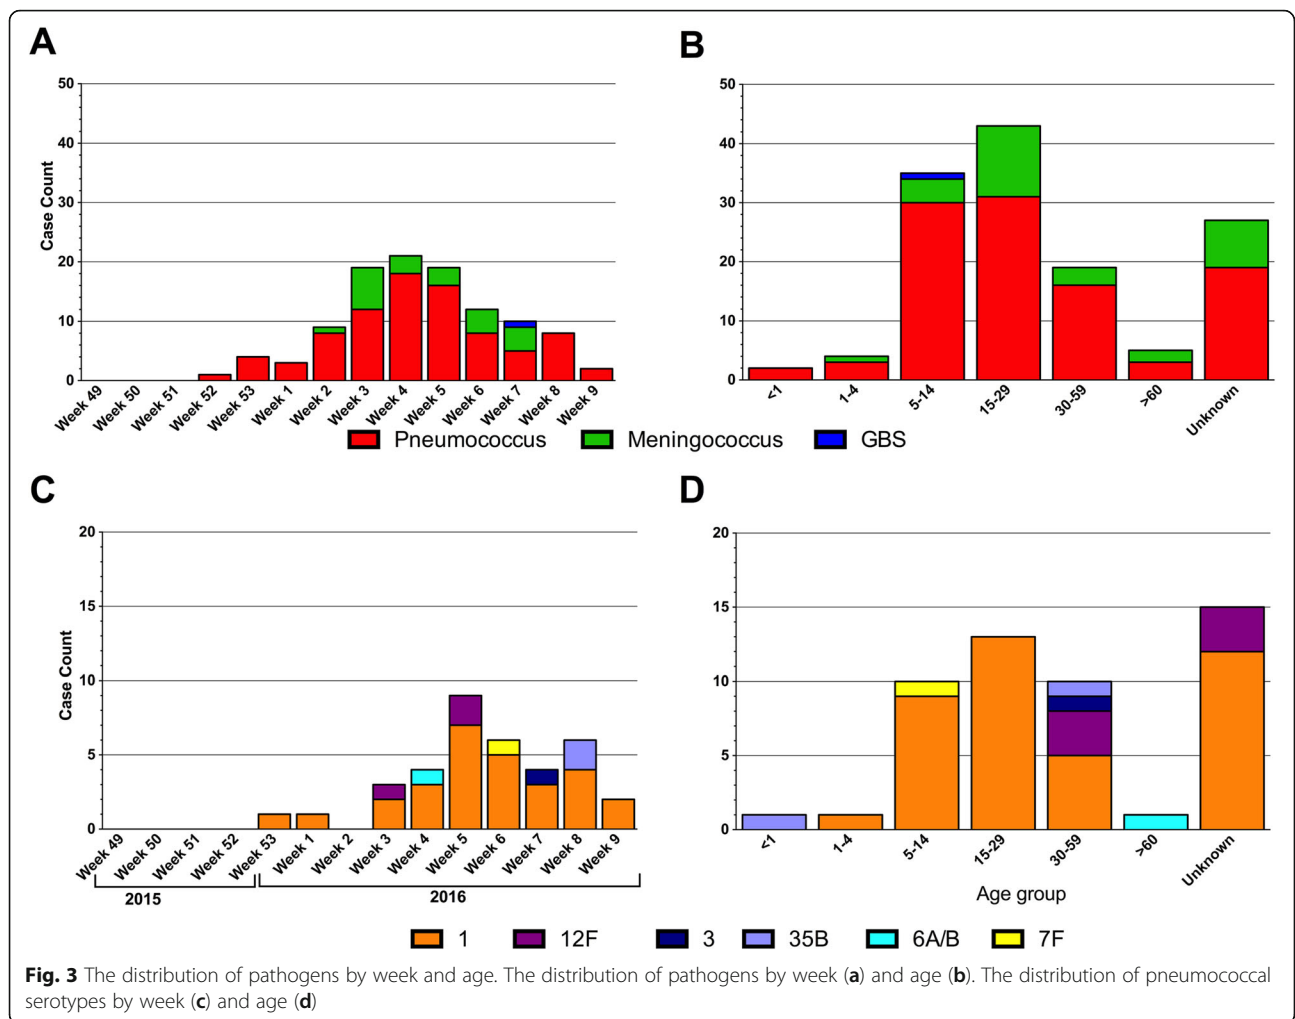 A
B
50
40
30
20
10
0
Case Count
Week 49
Week 50
Week 51
Week 52
Week 53
Week 1
Week 2
Week 3
Week 4
Week 5
Week 6
Week 7
Week 8
Week 9
50
40
30
20
10
0
<1
1-4
5-14
15-29
30-59
>60
Unknown
Pneumococcus Meningococcus GBS
C
D
20
15
10
5
0
Case Count
Week 49
Week 50
Week 51
Week 52
Week 53
Week 1
Week 2
Week 3
Week 4
Week 5
Week 6
Week 7
Week 8
Week 9
2015
2016
20
15
10
5
0
<1
1-4
5-14
15-29
30-59
>60
Unknown
Age group
1 12F 3 35B 6A/B 7F
Fig. 3 The distribution of pathogens by week and age. The distribution of pathogens by week (a) and age (b). The distribution of pneumococcal
serotypes by week (c) and age (d)